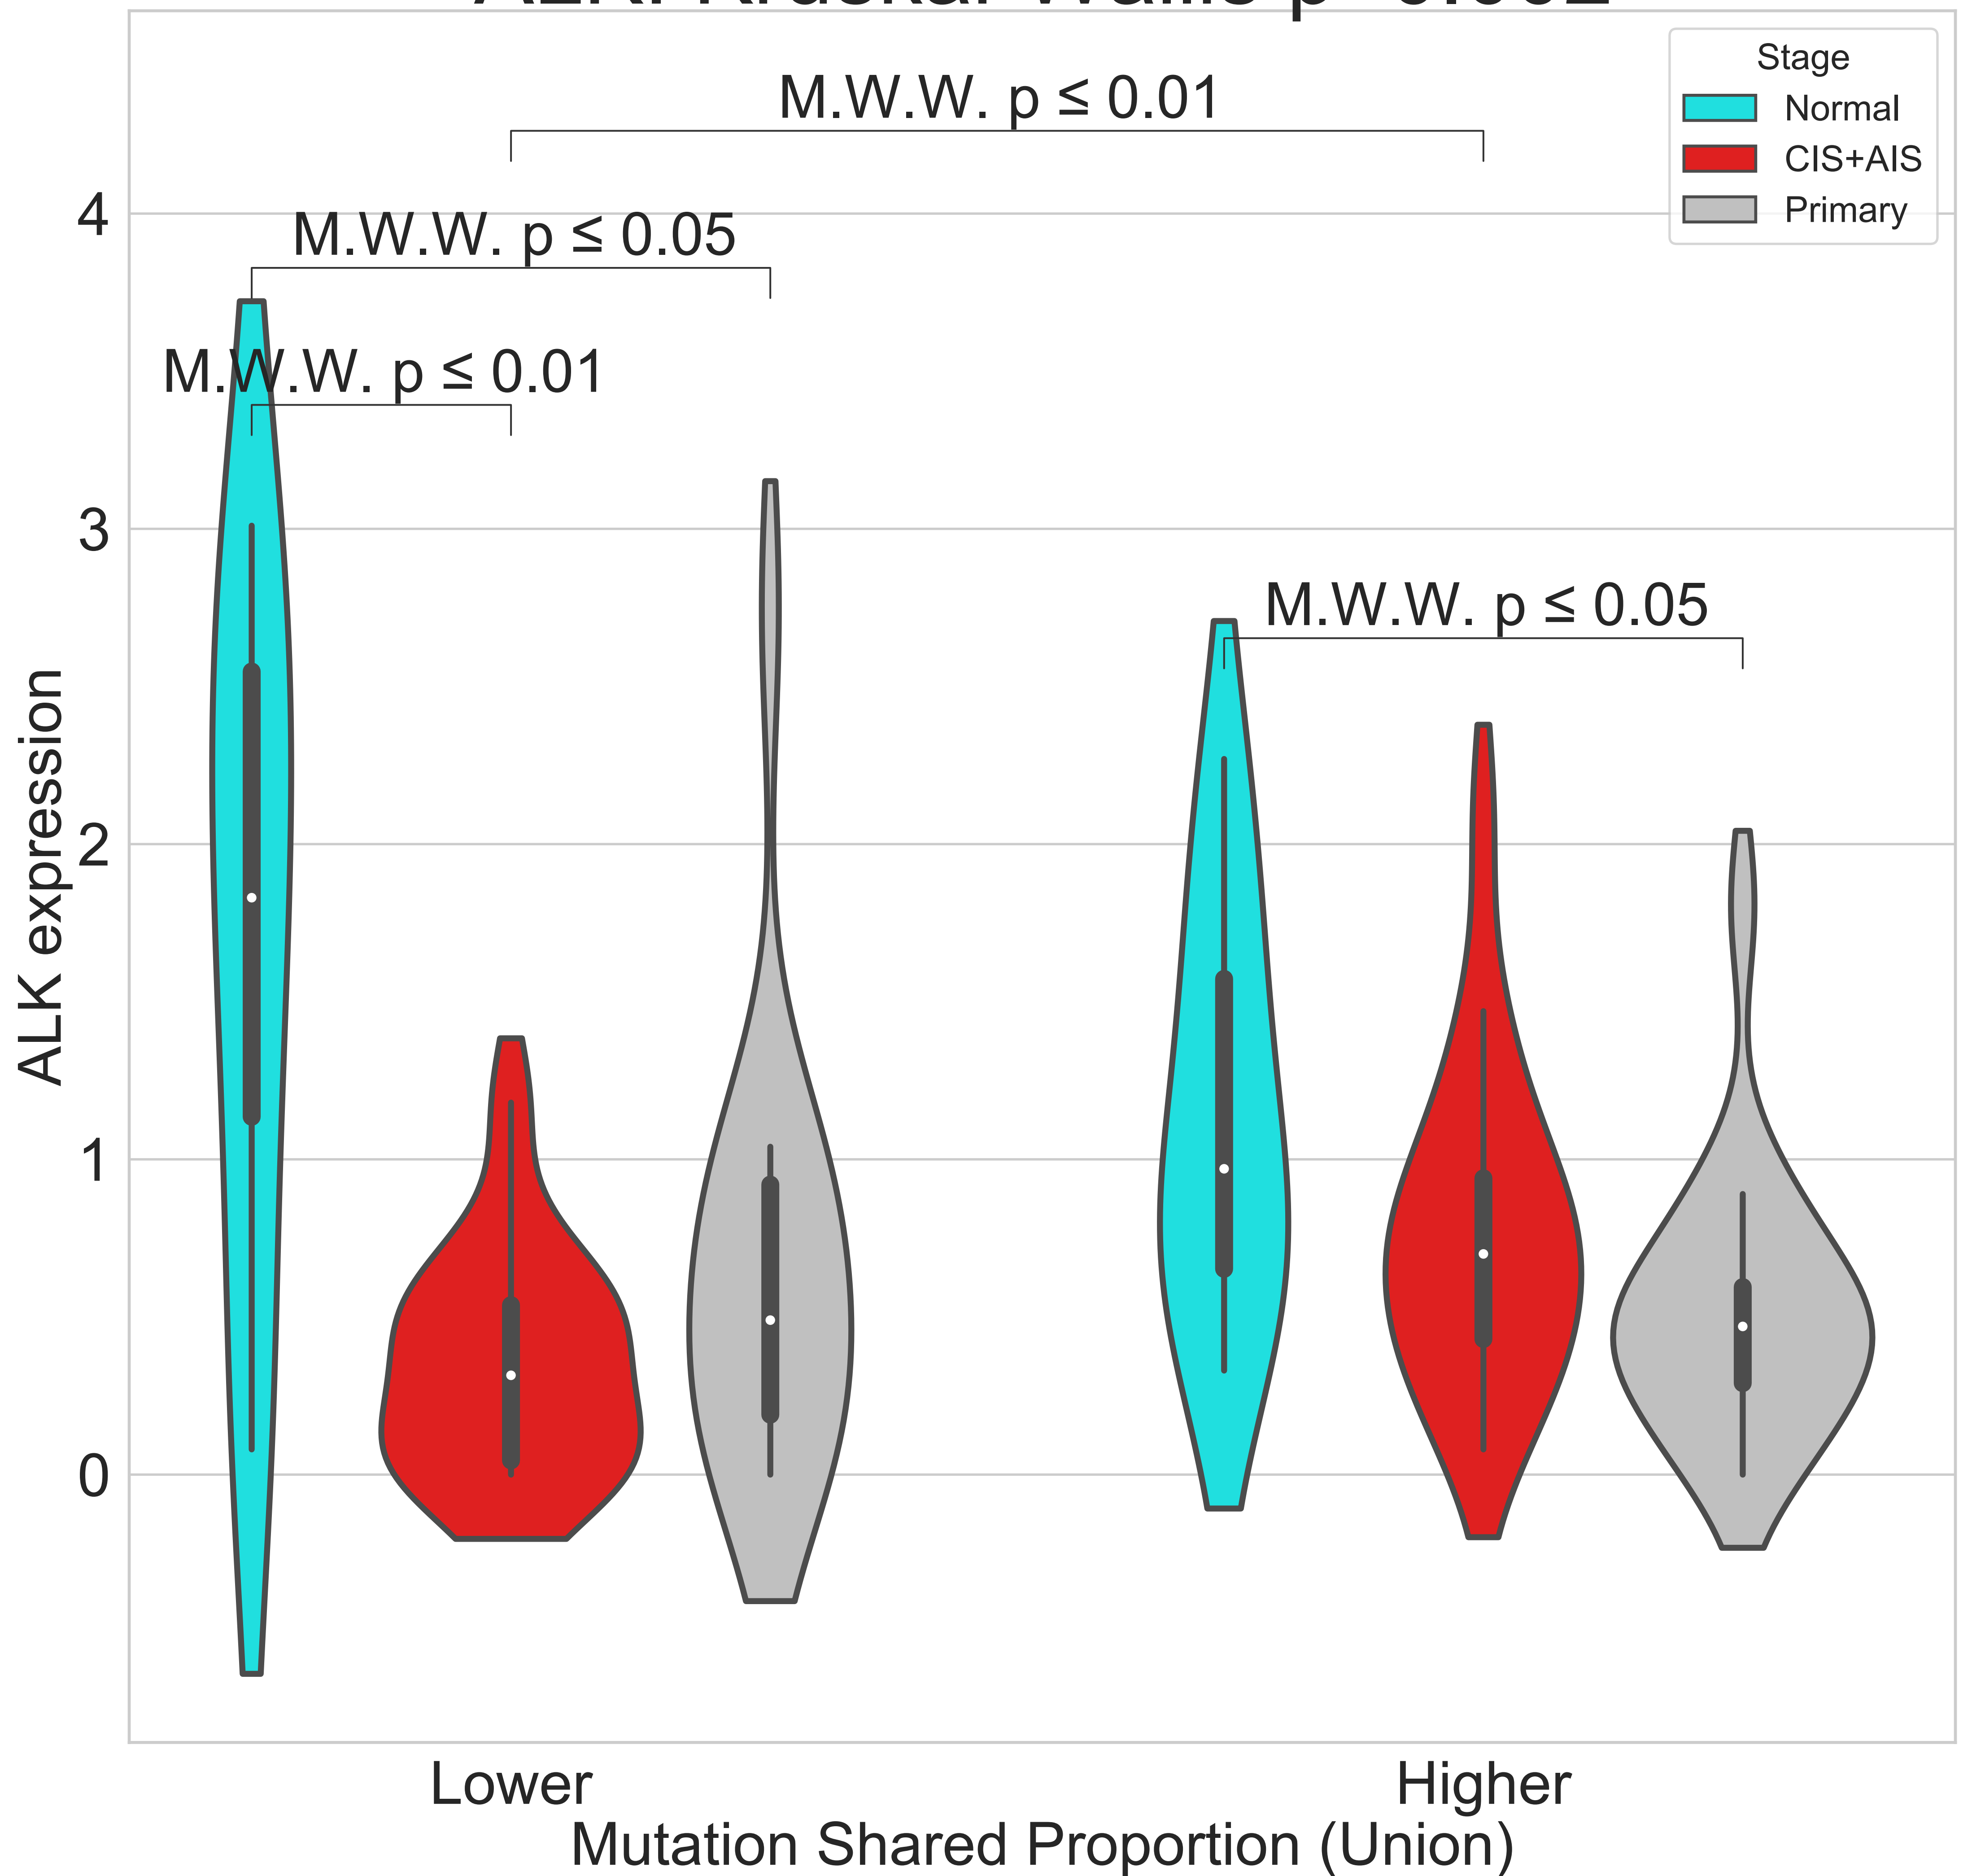 M.W.W. p ≤ 0.01
M.W.W. p ≤ 0.05
M.W.W. p ≤ 0.01
M.W.W. p ≤ 0.05
Stage
Normal
CIS+AIS
Primary
ALK expression
4
3
2
1
0
Lower
Higher
Mutation Shared Proportion (Union)